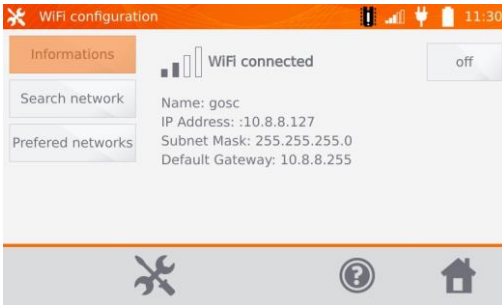 WiFi configuration
11:30
Informations
WiFi connected
off
Search network
Name: gosc
IP Address: :10.8.8.127
Prefered networks
Subnet Mask: 255.255.255.0
Default Gateway: 10.8.8.255
?